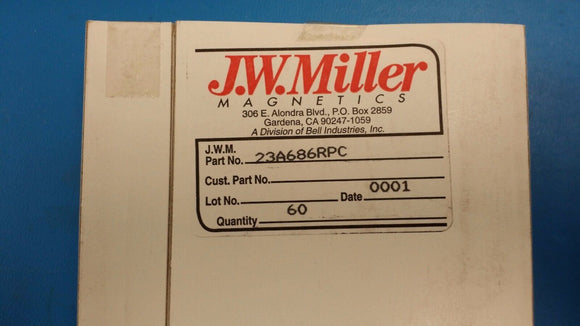 J.W.Miller
MAGNETICS
306 E. Alondra Blvd., P.O. Box 2859
Gardena, CA 90247-1059
A Division of Bell Industries, Inc.
J.W.M.
Part No. 23A686RPC
Cust. Part No.
Lot No. Date 0001
Quantity 60